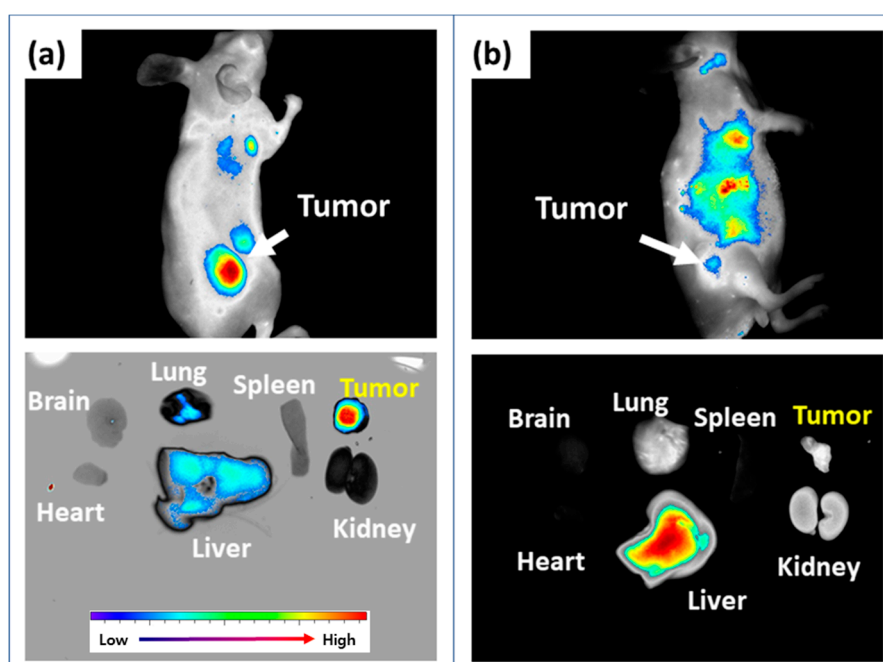 (a)
Tumor
Brain
Lung
Spleen
Tumor
Heart
Liver
Kidney
Low
High
(b)
Tumor
Brain
Lung
Spleen
Tumor
Heart
Liver
Kidney